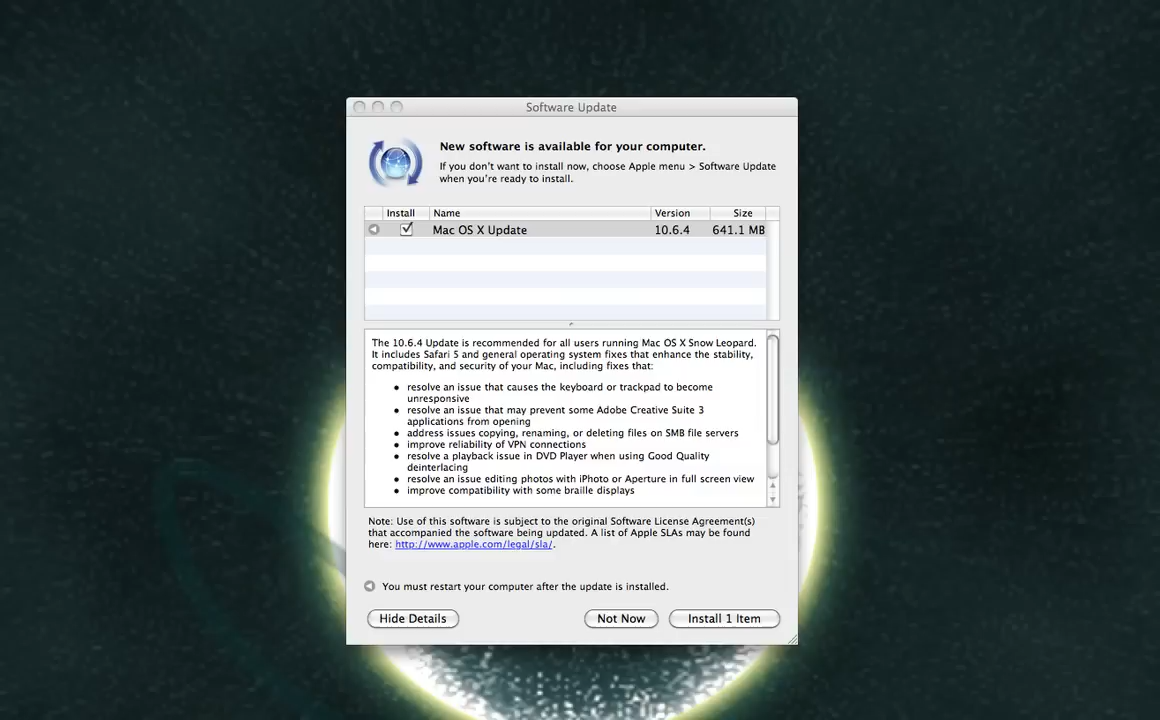 Software Update
New software is available for your computer.
If you don't want to install now, choose Apple menu > Software Update
when you're ready to install.
Install Name Version Size
Mac OS X Update 10.6.4 641.1 MB
The 10.6.4 Update is recommended for all users running Mac OS X Snow Leopard.
It includes Safari 5 and general operating system fixes that enhance the stability,
compatibility, and security of your Mac, including fixes that:
• resolve an issue that causes the keyboard or trackpad to become
unresponsive
• resolve an issue that may prevent some Adobe Creative Suite 3
applications from opening
• address issues copying, renaming, or deleting files on SMB file servers
• improve reliability of VPN connections
• resolve a playback issue in DVD Player when using Good Quality
deinterlacing
• resolve an issue editing photos with iPhoto or Aperture in full screen view
• improve compatibility with some braille displays
Note: Use of this software is subject to the original Software License Agreement(s)
that accompanied the software being updated. A list of Apple SLAs may be found
here: http://www.apple.com/legal/sla/.
You must restart your computer after the update is installed.
Hide Details Not Now Install 1 Item